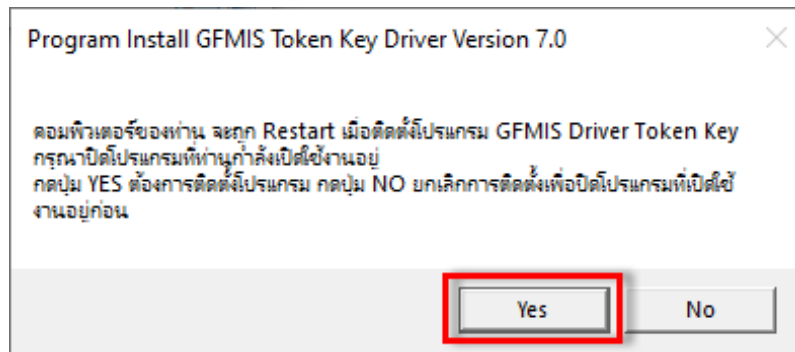 Program Install GFMIS Token Key Driver Version 7.0
คอมพิวเตอร์ของท่าน จะถูก Restart เมื่อติดตั้งโปรแกรม GFMIS Driver Token Key
กรุณาปิดโปรแกรมที่ท่านกำลังเปิดใช้งานอยู่
กดปุ่ม YES ต้องการติดตั้งโปรแกรม กดปุ่ม NO ยกเลิกการติดตั้งเพื่อปิดโปรแกรมที่เปิดใช้
งานอยู่ก่อน
Yes No